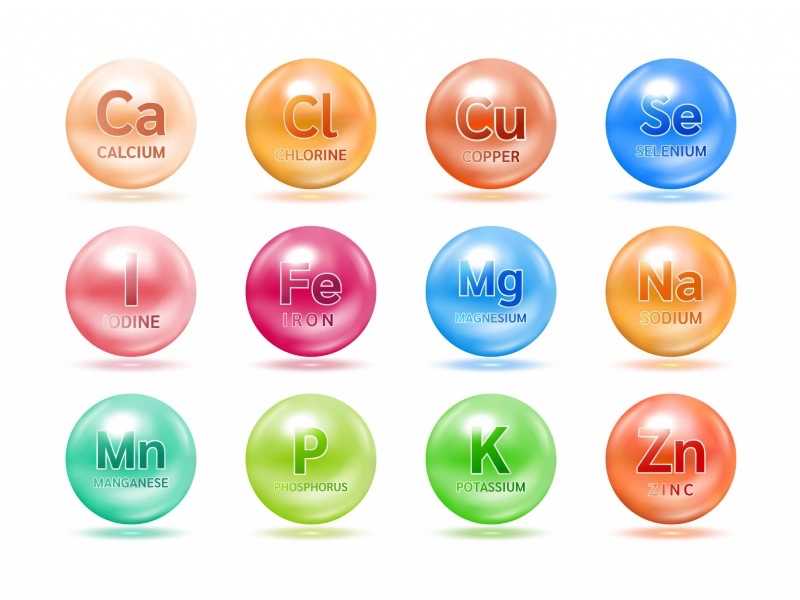 Ca
CALCIUM
Cl
CHLORINE
Cu
COPPER
Se
SELENIUM
I
IODINE
Fe
IRON
Mg
MAGNESIUM
Na
SODIUM
Mn
MANGANESE
P
PHOSPHORUS
K
POTASSIUM
Zn
ZINC